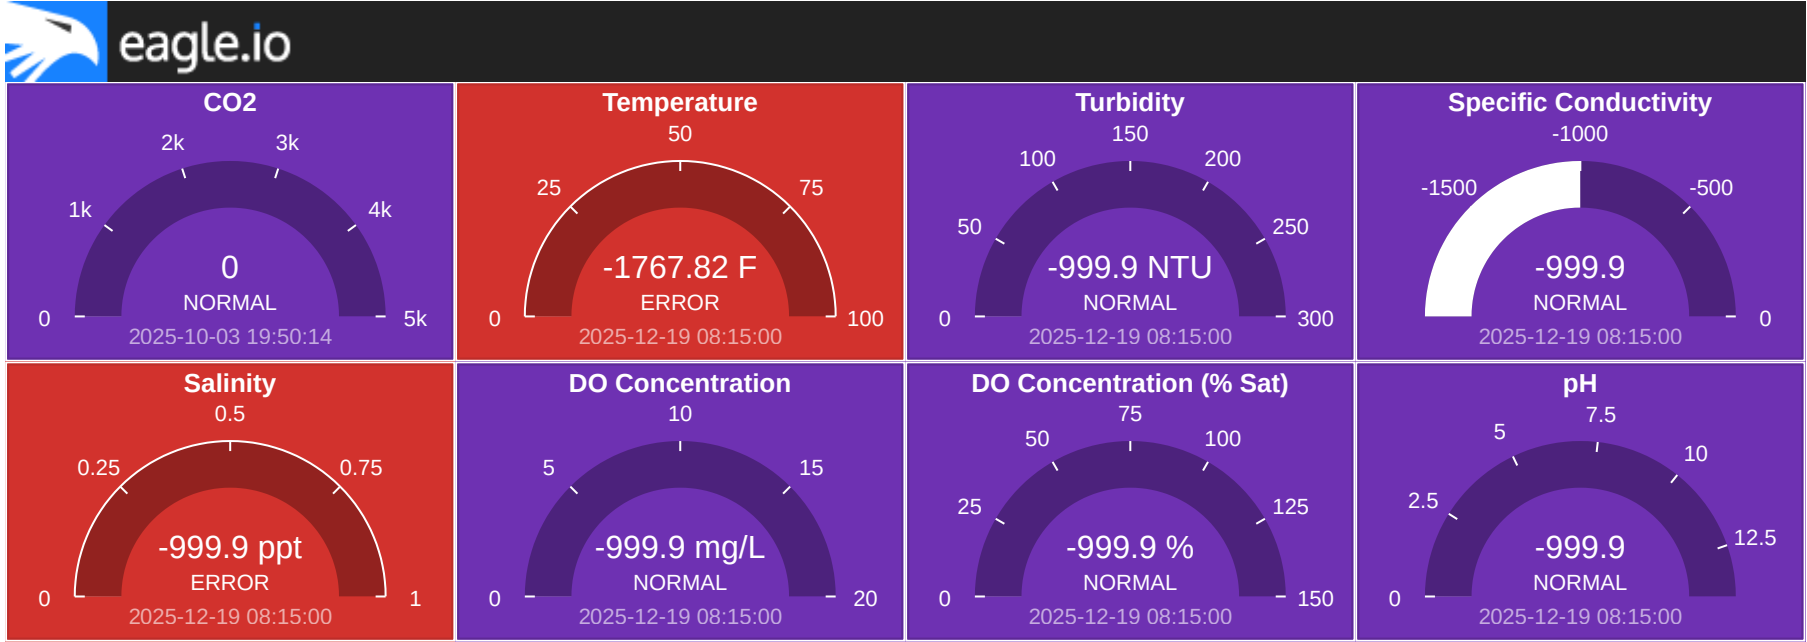 eagle.io
CO2
0
1k
2k
3k
4k
5k
0
NORMAL
2025-10-03 19:50:14
Temperature
0
25
50
75
100
-1767.82 F
ERROR
2025-12-19 08:15:00
Turbidity
0
50
100
150
200
250
300
-999.9 NTU
NORMAL
2025-12-19 08:15:00
Specific Conductivity
-1500
-1000
-500
0
-999.9
NORMAL
2025-12-19 08:15:00
Salinity
0
0.25
0.5
0.75
1
-999.9 ppt
ERROR
2025-12-19 08:15:00
DO Concentration
0
5
10
15
20
-999.9 mg/L
NORMAL
2025-12-19 08:15:00
DO Concentration (% Sat)
0
25
50
75
100
125
150
-999.9 %
NORMAL
2025-12-19 08:15:00
pH
0
2.5
5
7.5
10
12.5
-999.9
NORMAL
2025-12-19 08:15:00